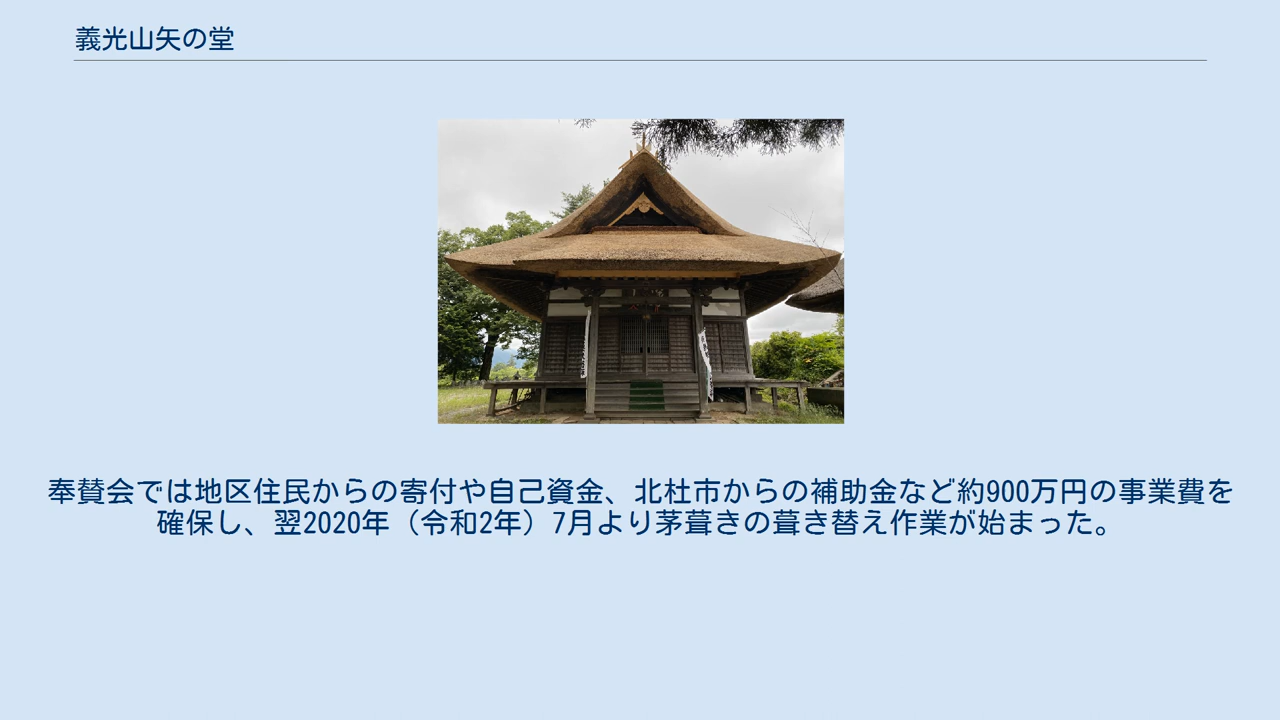 義光山矢の堂
奉賛会では地区住民からの寄付や自己資金、北杜市からの補助金など約900万円の事業費を
確保し、翌2020年（令和2年）7月より茅葺きの葺き替え作業が始まった。